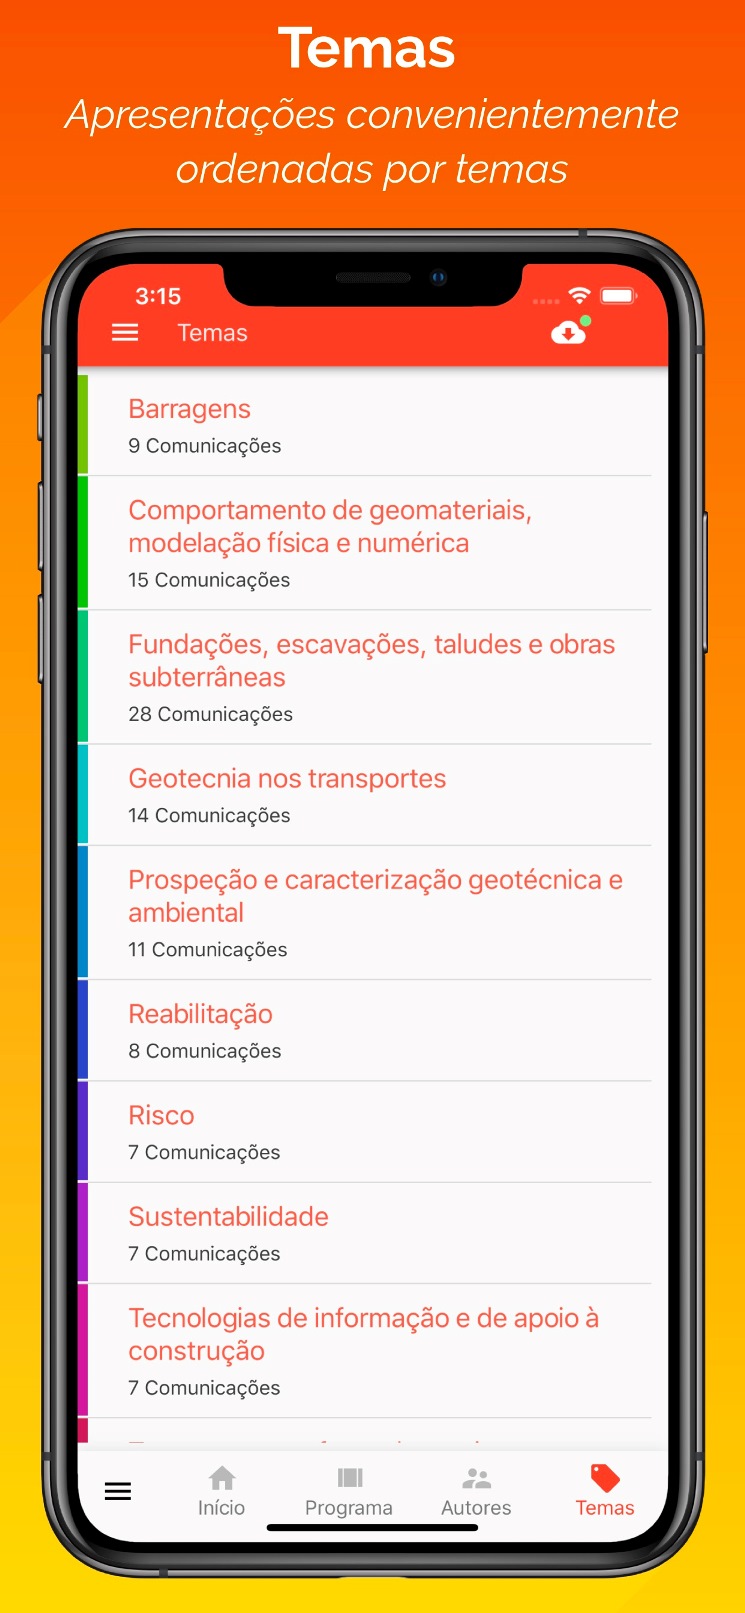 Temas
Apresentações convenientemente
ordenadas por temas
3:15
Temas
Barragens
9 Comunicações
Comportamento de geomateriais,
modelação física e numérica
15 Comunicações
Fundações, escavações, taludes e obras
subterrâneas
28 Comunicações
Geotecnia nos transportes
14 Comunicações
Prospeção e caracterização geotécnica e
ambiental
11 Comunicações
Reabilitação
8 Comunicações
Risco
7 Comunicações
Sustentabilidade
7 Comunicações
Tecnologias de informação e de apoio à
construção
7 Comunicações
Início
Programa
Autores
Temas